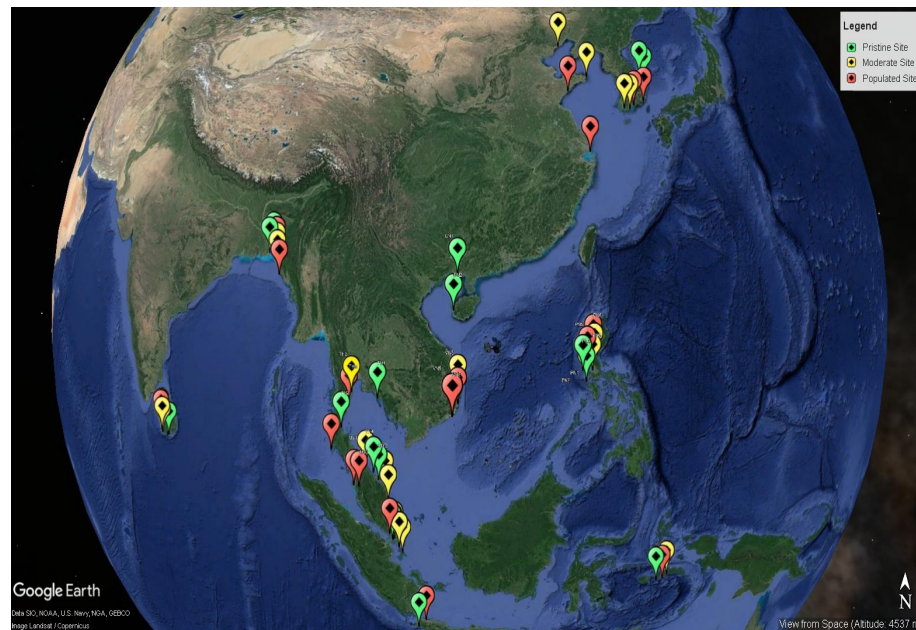 Legend
Pristine Site
Moderate Site
Populated Site
Google Earth
Data SIO, NOAA, U.S. Navy, NGA, GEBCO
Image Landsat / Copernicus
N
View from Space (Altitude: 4537 m